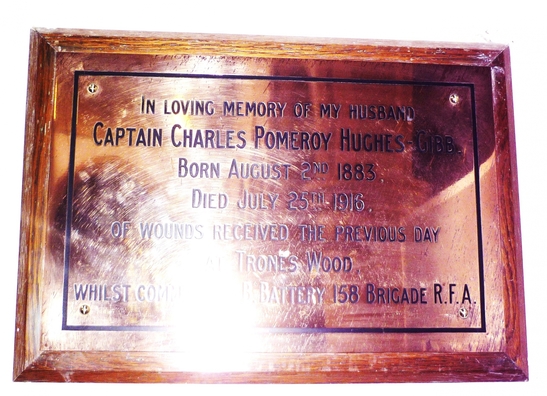 IN LOVING MEMORY OF MY HUSBAND
CAPTAIN CHARLES POMEROY HUGHES-GIBB.
BORN AUGUST 2ND 1883.
DIED JULY 25TH 1916.
OF WOUNDS RECEIVED THE PREVIOUS DAY
TRONES WOOD
WHILST BATTERY 158 BRIGADE R.F.A.